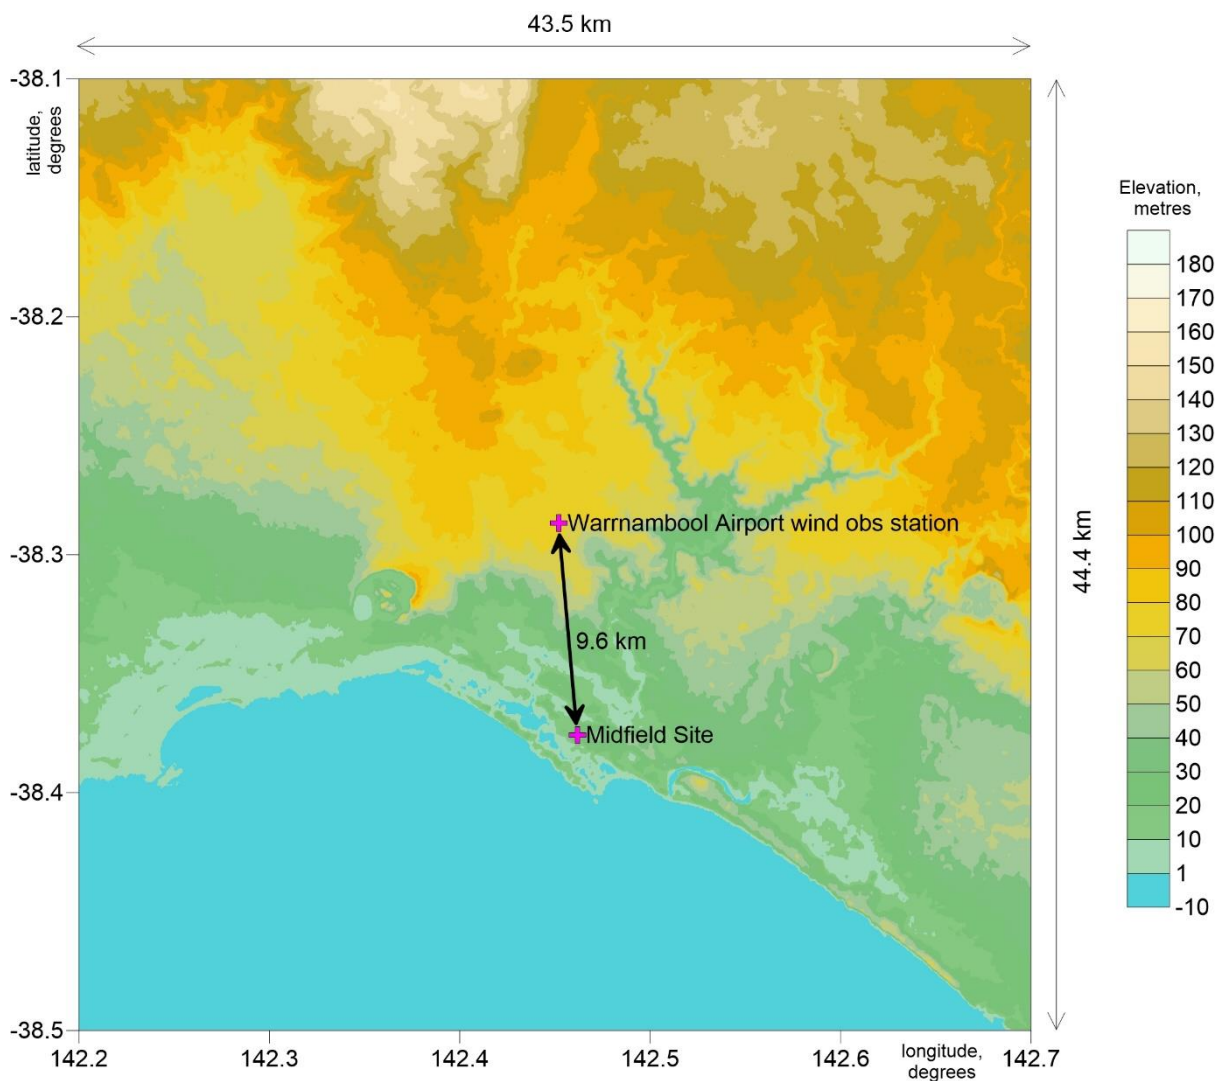 43.5 km
-38.1
latitude,
degrees
Elevation,
metres
180
170
160
150
140
130
120
110
100
90
80
70
60
50
40
30
20
10
1
-10
-38.2
Warrnambool Airport wind obs station
44.4 km
-38.3
9.6 km
Midfield Site
-38.4
-38.5
142.2
142.3
142.4
142.5
142.6
longitude,
degrees
142.7